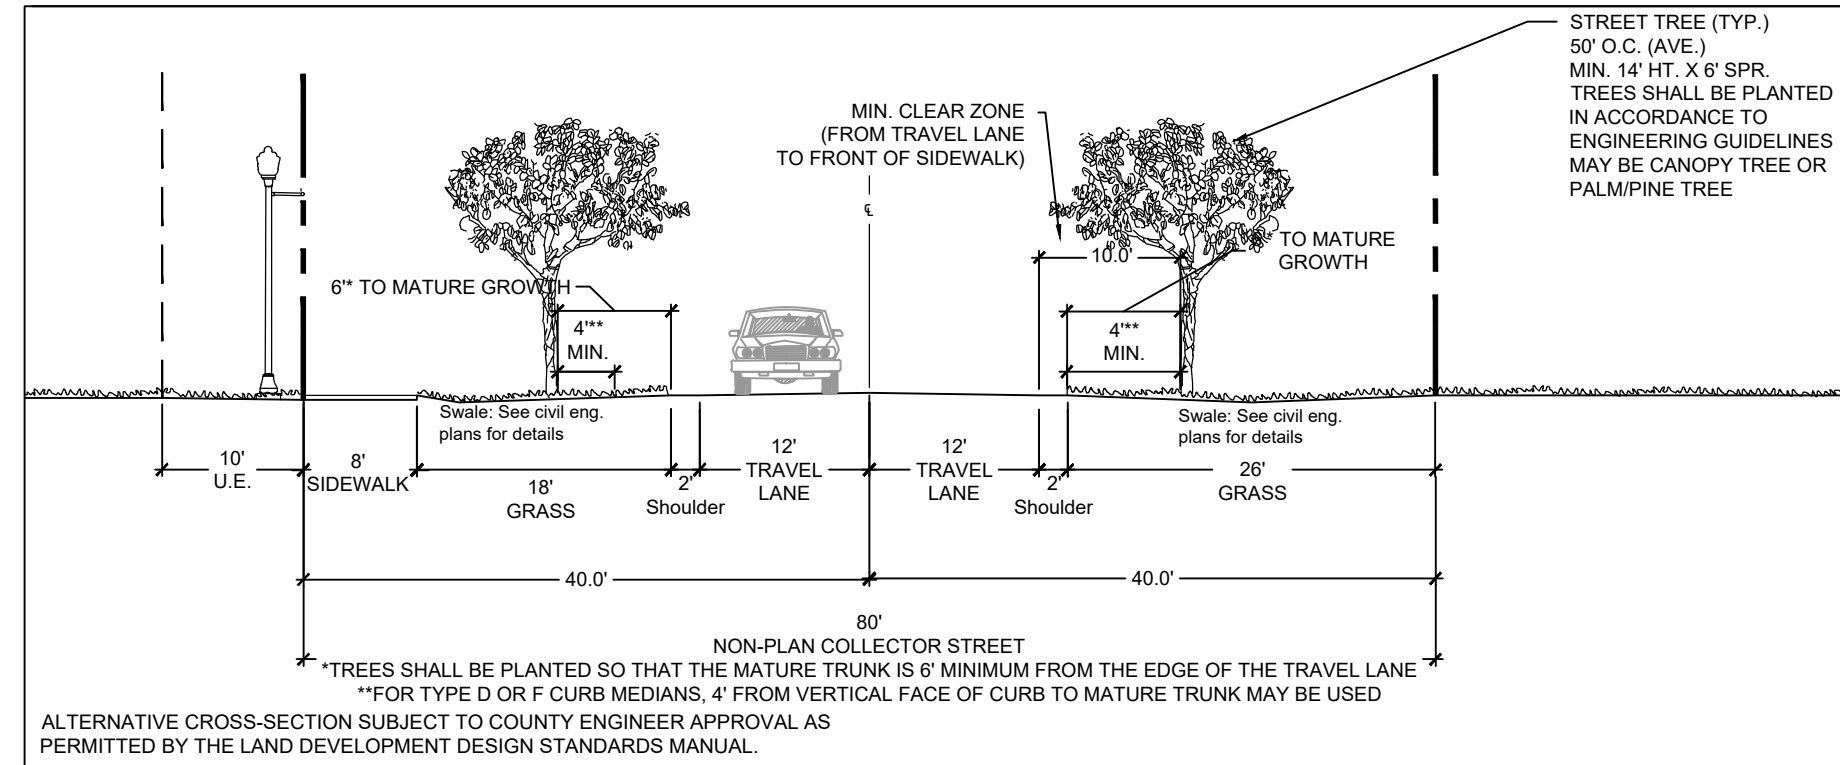 STREET TREE (TYP.)
50' O.C. (AVE.)
MIN. 14' HT. X 6' SPR.
TREES SHALL BE PLANTED
IN ACCORDANCE TO
ENGINEERING GUIDELINES
MAY BE CANOPY TREE OR
PALM/PINE TREE
MIN. CLEAR ZONE
(FROM TRAVEL LANE
TO FRONT OF SIDEWALK)
℄
* TO MATURE
GROWTH
10.0'
6'* TO MATURE GROWTH
4'**
MIN.
4'**
MIN.
Swale: See civil eng.
plans for details
Swale: See civil eng.
plans for details
10'
U.E.
8'
SIDEWALK
18'
GRASS
2'
Shoulder
12'
TRAVEL
LANE
12'
TRAVEL
LANE
2'
Shoulder
26'
GRASS
40.0'
40.0'
80'
NON-PLAN COLLECTOR STREET
*TREES SHALL BE PLANTED SO THAT THE MATURE TRUNK IS 6' MINIMUM FROM THE EDGE OF THE TRAVEL LANE
**FOR TYPE D OR F CURB MEDIANS, 4' FROM VERTICAL FACE OF CURB TO MATURE TRUNK MAY BE USED
ALTERNATIVE CROSS-SECTION SUBJECT TO COUNTY ENGINEER APPROVAL AS
PERMITTED BY THE LAND DEVELOPMENT DESIGN STANDARDS MANUAL.